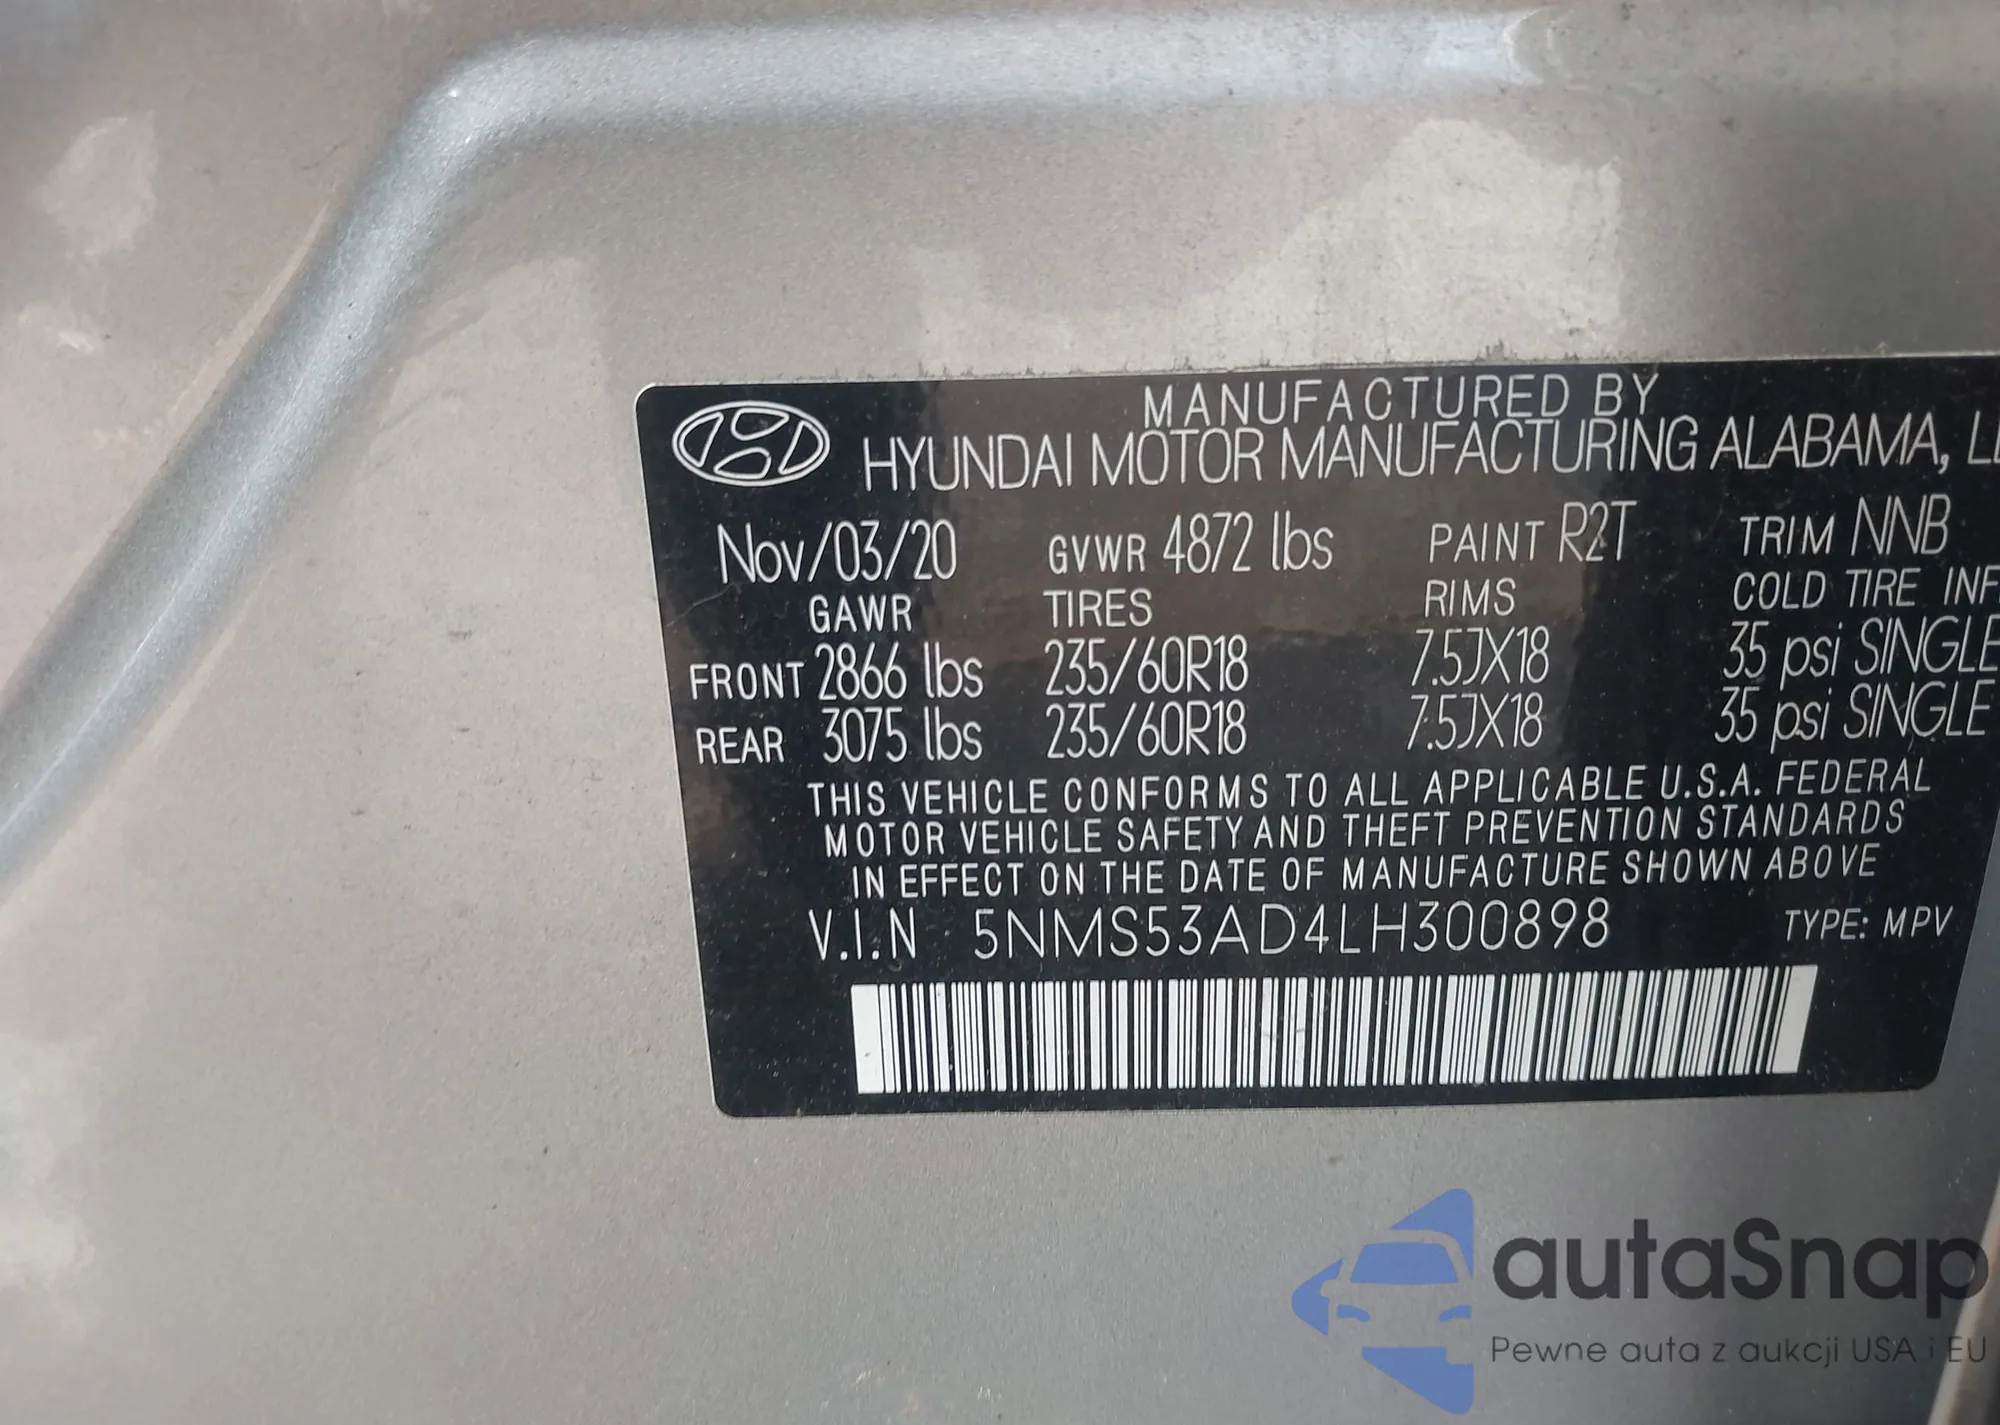 MANUFACTURED BY
HYUNDAI MOTOR MANUFACTURING ALABAMA,
Nov/03/20 GVWR 4872 lbs PAINT R2T TRIM NNB
GAWR TIRES RIMS COLD TIRE INF
FRONT 2866 lbs 235/60R18 7.5JX18 35 psi SINGLE
REAR 3075 lbs 235/60R18 7.5JX18 35 psi SINGLE
THIS VEHICLE CONFORMS TO ALL APPLICABLE U.S.A. FEDERAL
MOTOR VEHICLE SAFETY AND THEFT PREVENTION STANDARDS
IN EFFECT ON THE DATE OF MANUFACTURE SHOWN ABOVE
V.I.N 5NMS53AD4LH300898 TYPE: MPV
autaSnap
Pewne auta z aukcji USA i EU